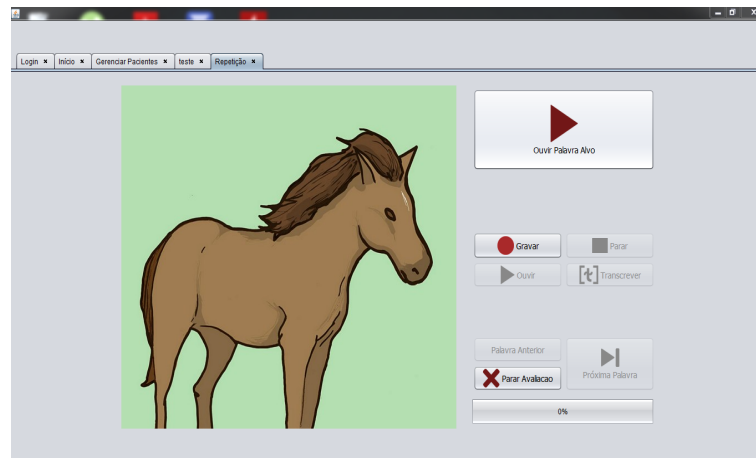 Login
Início
Gerenciar Pacientes
teste
Repetição
Ouvir Palavra Alvo
Gravar
Parar
Ouvir
[t] Transcrever
Palavra Anterior
Parar Avaliacao
Próxima Palavra
0%